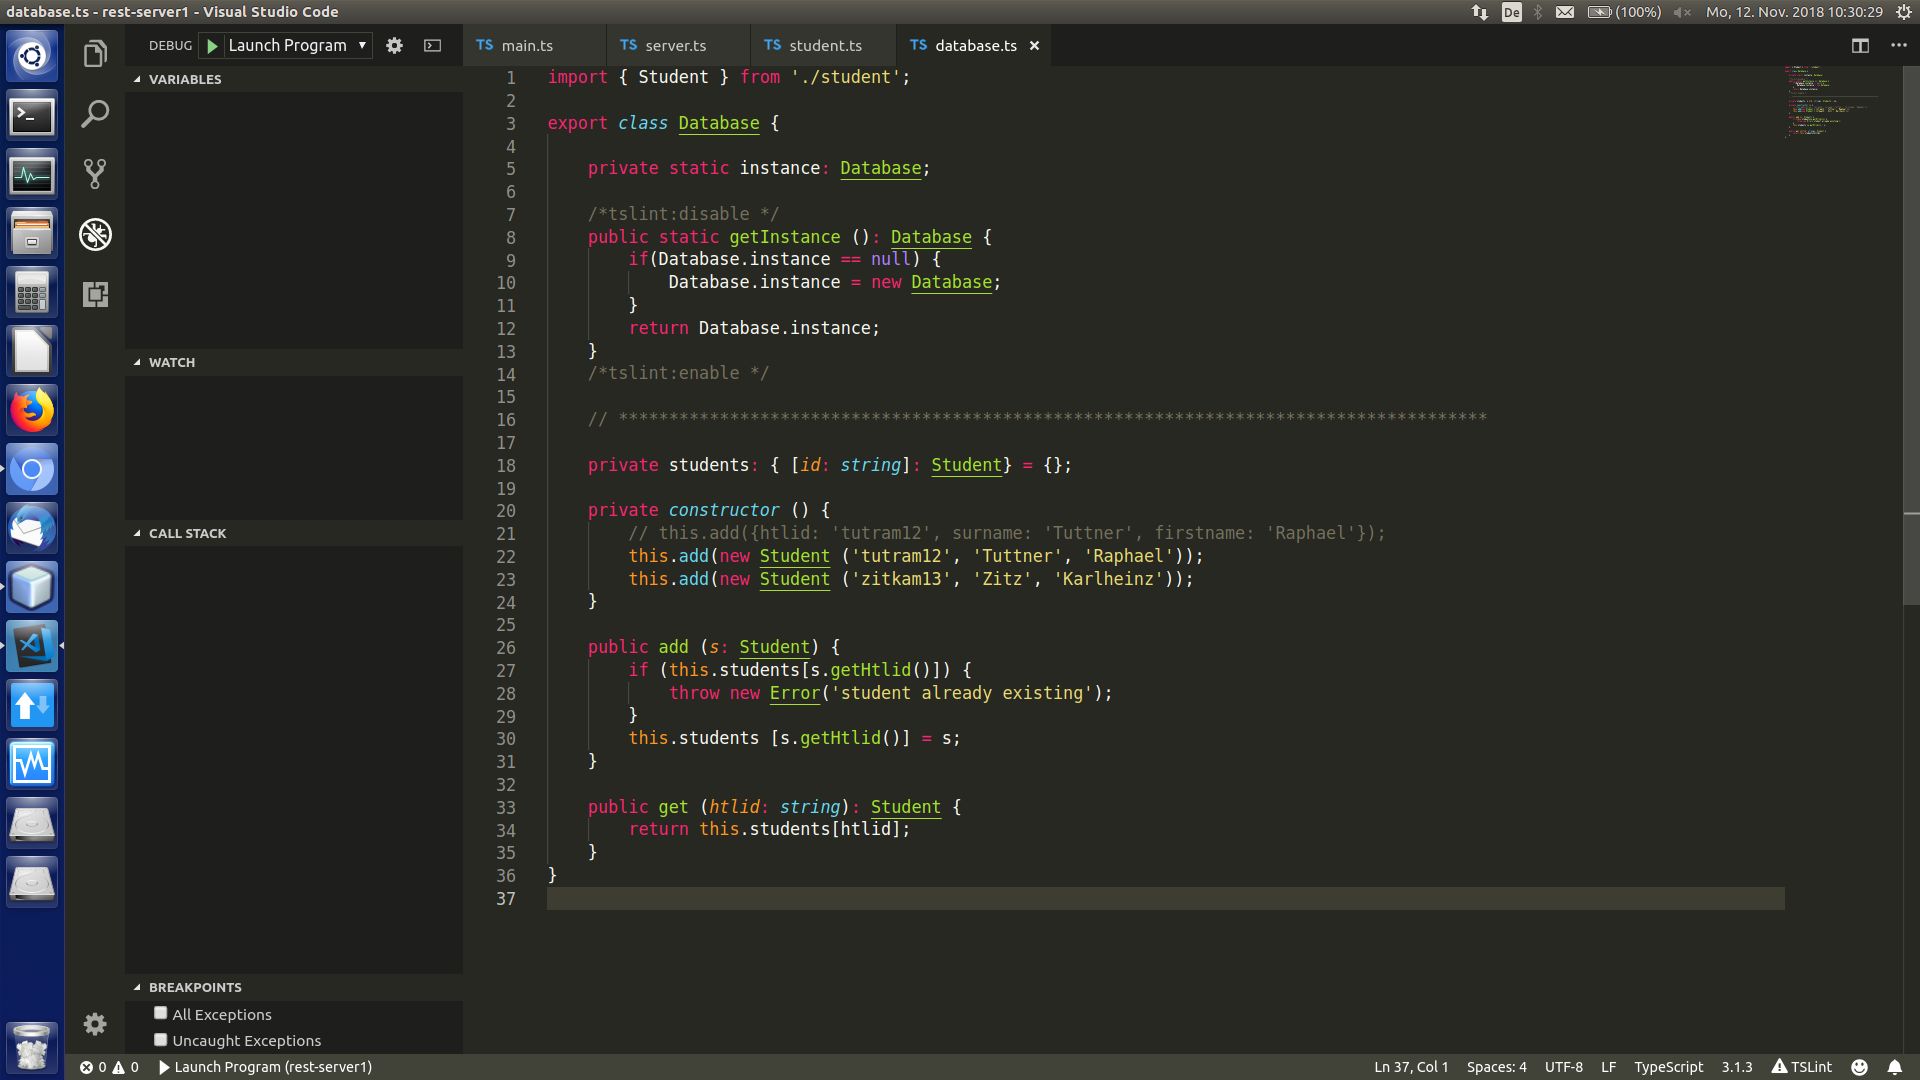 database.ts - rest-server1 - Visual Studio Code
De (100%) Mo, 12. Nov. 2018 10:30:29
DEBUG Launch Program
TS main.ts TS server.ts TS student.ts TS database.ts ×
VARIABLES
WATCH
CALL STACK
BREAKPOINTS
All Exceptions
Uncaught Exceptions
1 import { Student } from './student';
2
3 export class Database {
4
5 private static instance: Database;
6
7 /*tslint:disable */
8 public static getInstance (): Database {
9 if(Database.instance == null) {
10 Database.instance = new Database;
11 }
12 return Database.instance;
13 }
14 /*tslint:enable */
15
16 // **************************************************************************************
17
18 private students: { [id: string]: Student} = {};
19
20 private constructor () {
21 // this.add({htlid: 'tutram12', surname: 'Tuttner', firstname: 'Raphael'});
22 this.add(new Student ('tutram12', 'Tuttner', 'Raphael'));
23 this.add(new Student ('zitkam13', 'Zitz', 'Karlheinz'));
24 }
25
26 public add (s: Student) {
27 if (this.students[s.getHtlid()]) {
28 throw new Error('student already existing');
29 }
30 this.students [s.getHtlid()] = s;
31 }
32
33 public get (htlid: string): Student {
34 return this.students[htlid];
35 }
36 }
37
0 0 Launch Program (rest-server1) Ln 37, Col 1 Spaces: 4 UTF-8 LF TypeScript 3.1.3 TSLint